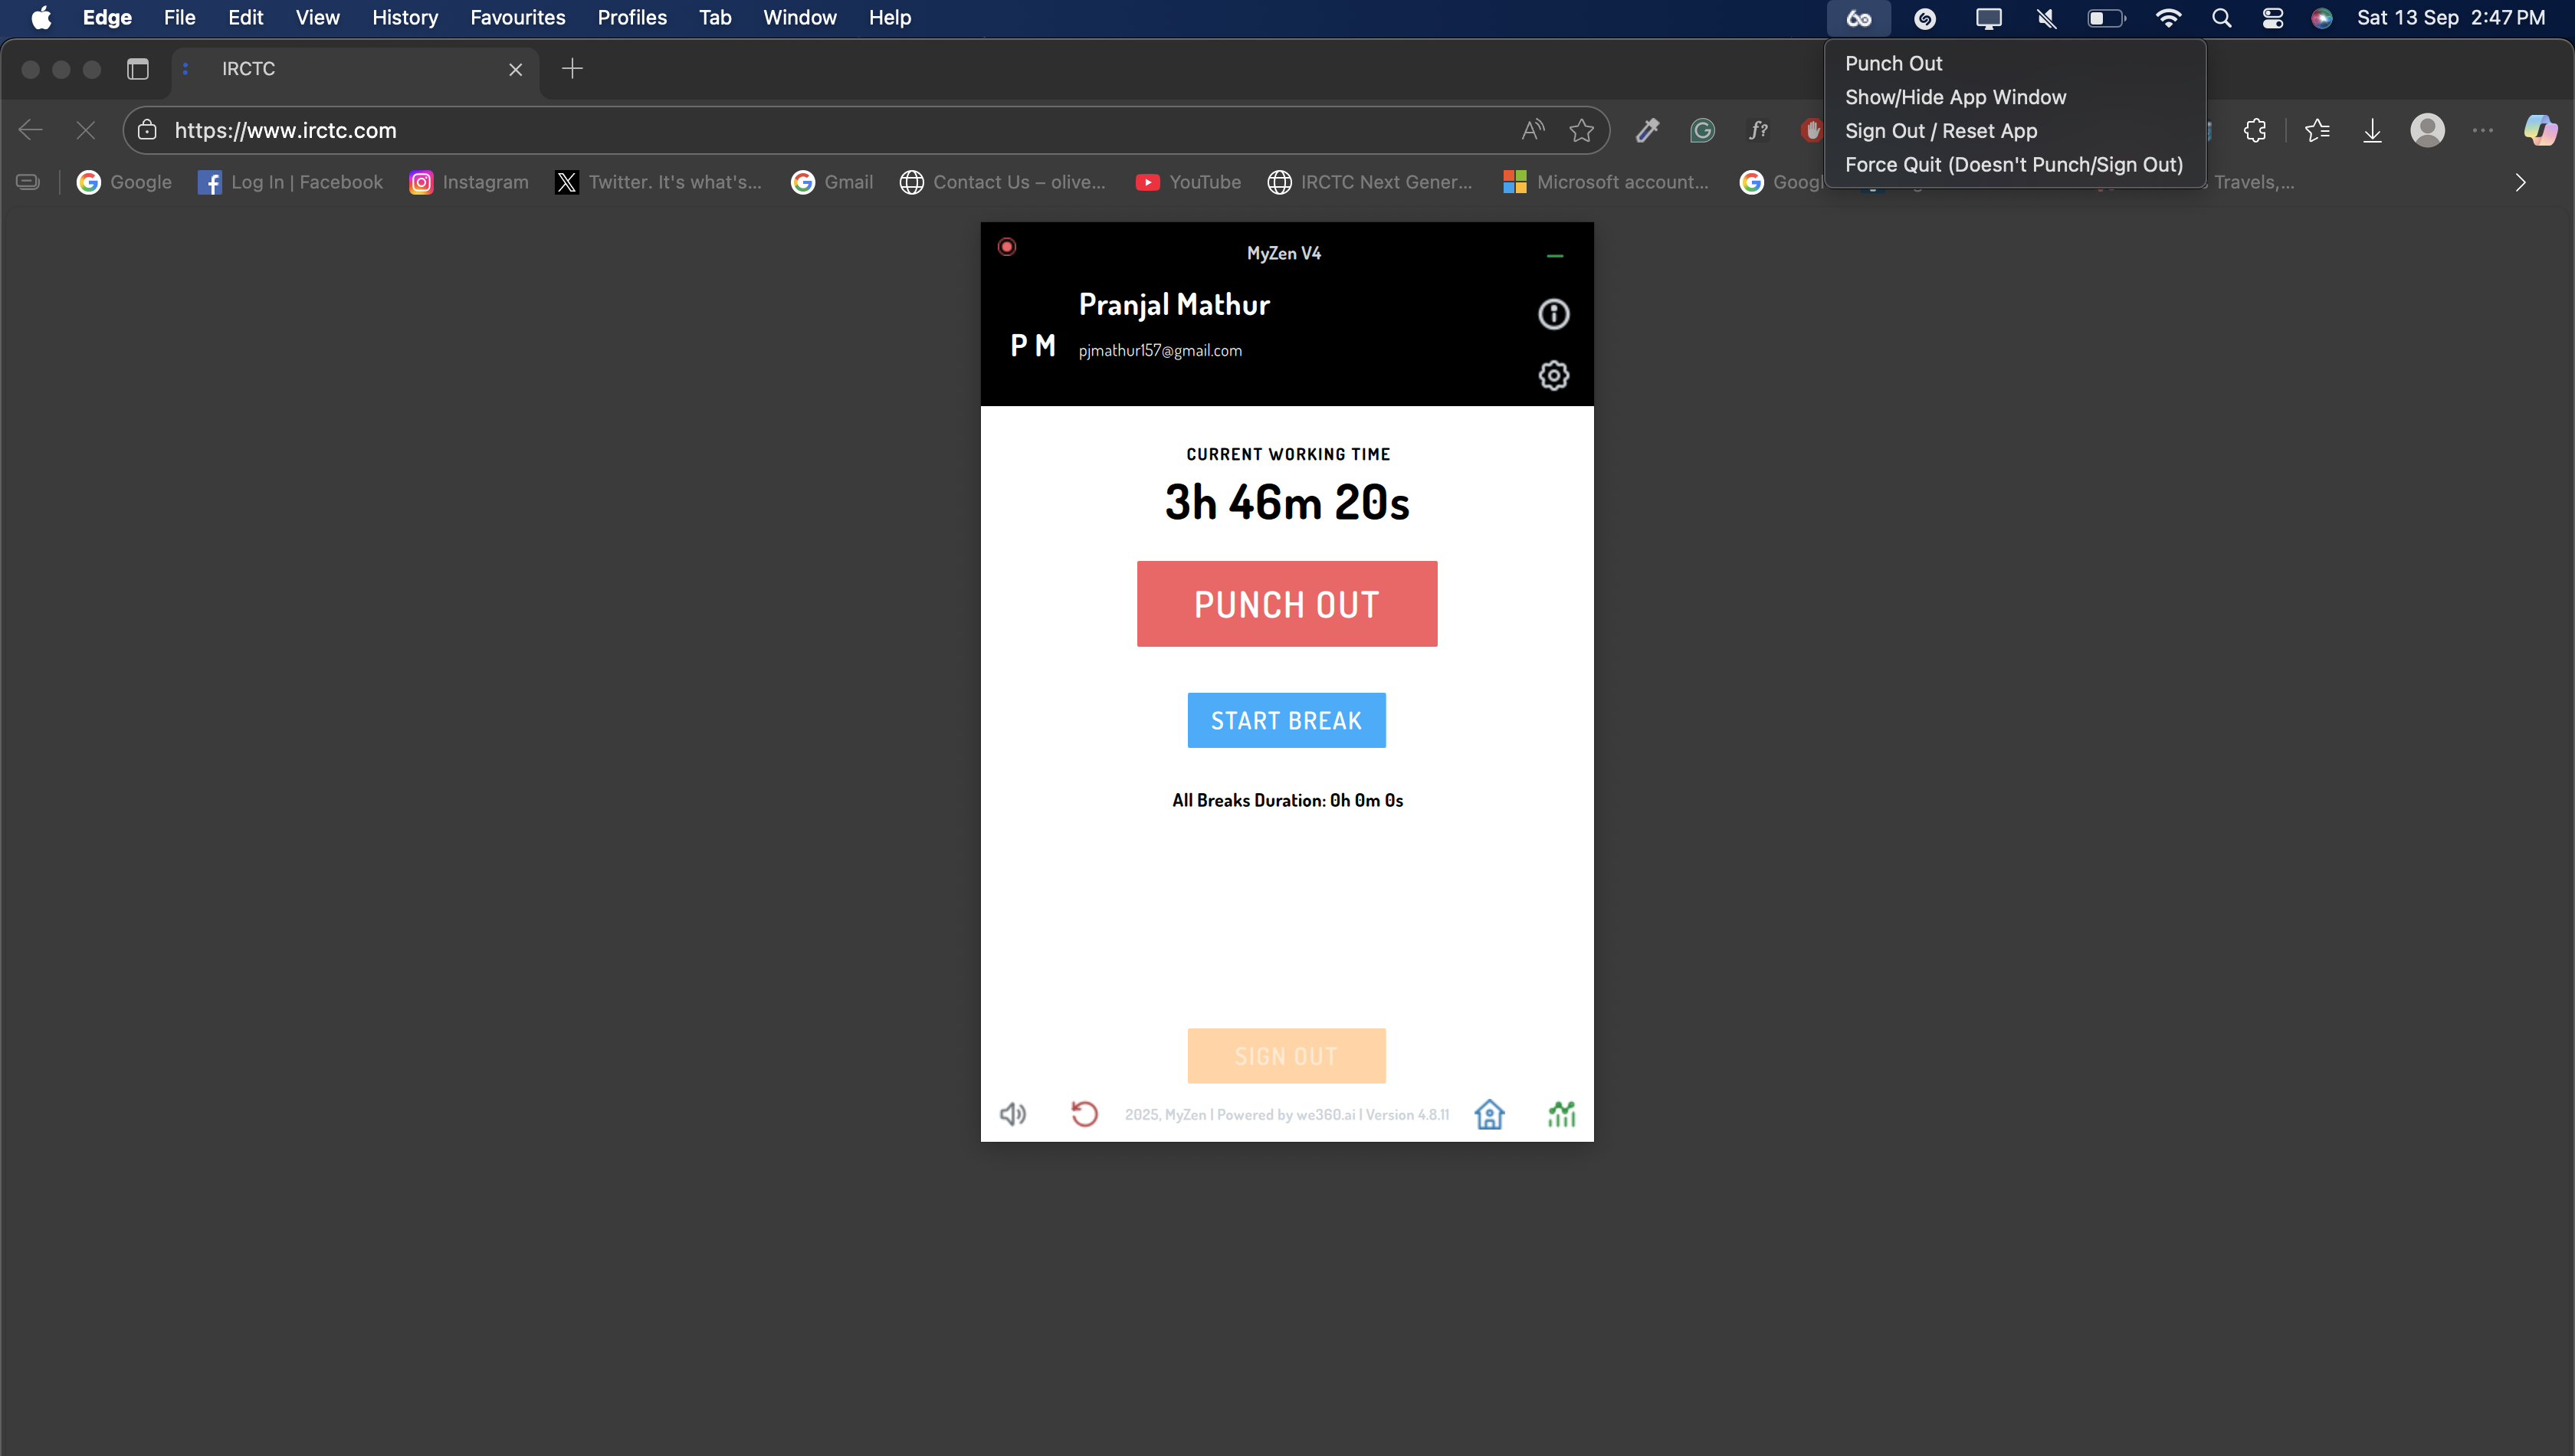 Edge File Edit View History Favourites Profiles Tab Window Help Sat 13 Sep 2:47 PM
IRCTC
https://www.irctc.com
Google Log In | Facebook Instagram Twitter. It's what's... Gmail Contact Us – olive... YouTube IRCTC Next Gener... Microsoft account... Travels,...
Punch Out
Show/Hide App Window
Sign Out / Reset App
Force Quit (Doesn't Punch/Sign Out)
MyZen V4
Pranjal Mathur
P M
pjmathur157@gmail.com
CURRENT WORKING TIME
3h 46m 20s
PUNCH OUT
START BREAK
All Breaks Duration: 0h 0m 0s
SIGN OUT
2025, MyZen | Powered by we360.ai | Version 4.8.11